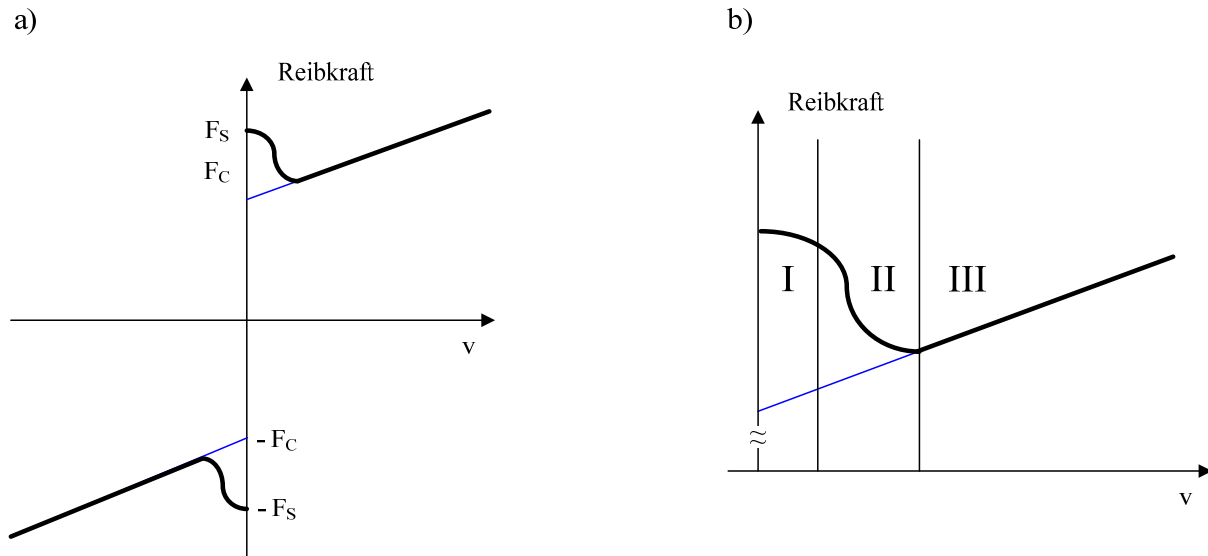 a)
Reibkraft
F_S
F_C
v
- F_C
- F_S
b)
Reibkraft
I II III
≈
v